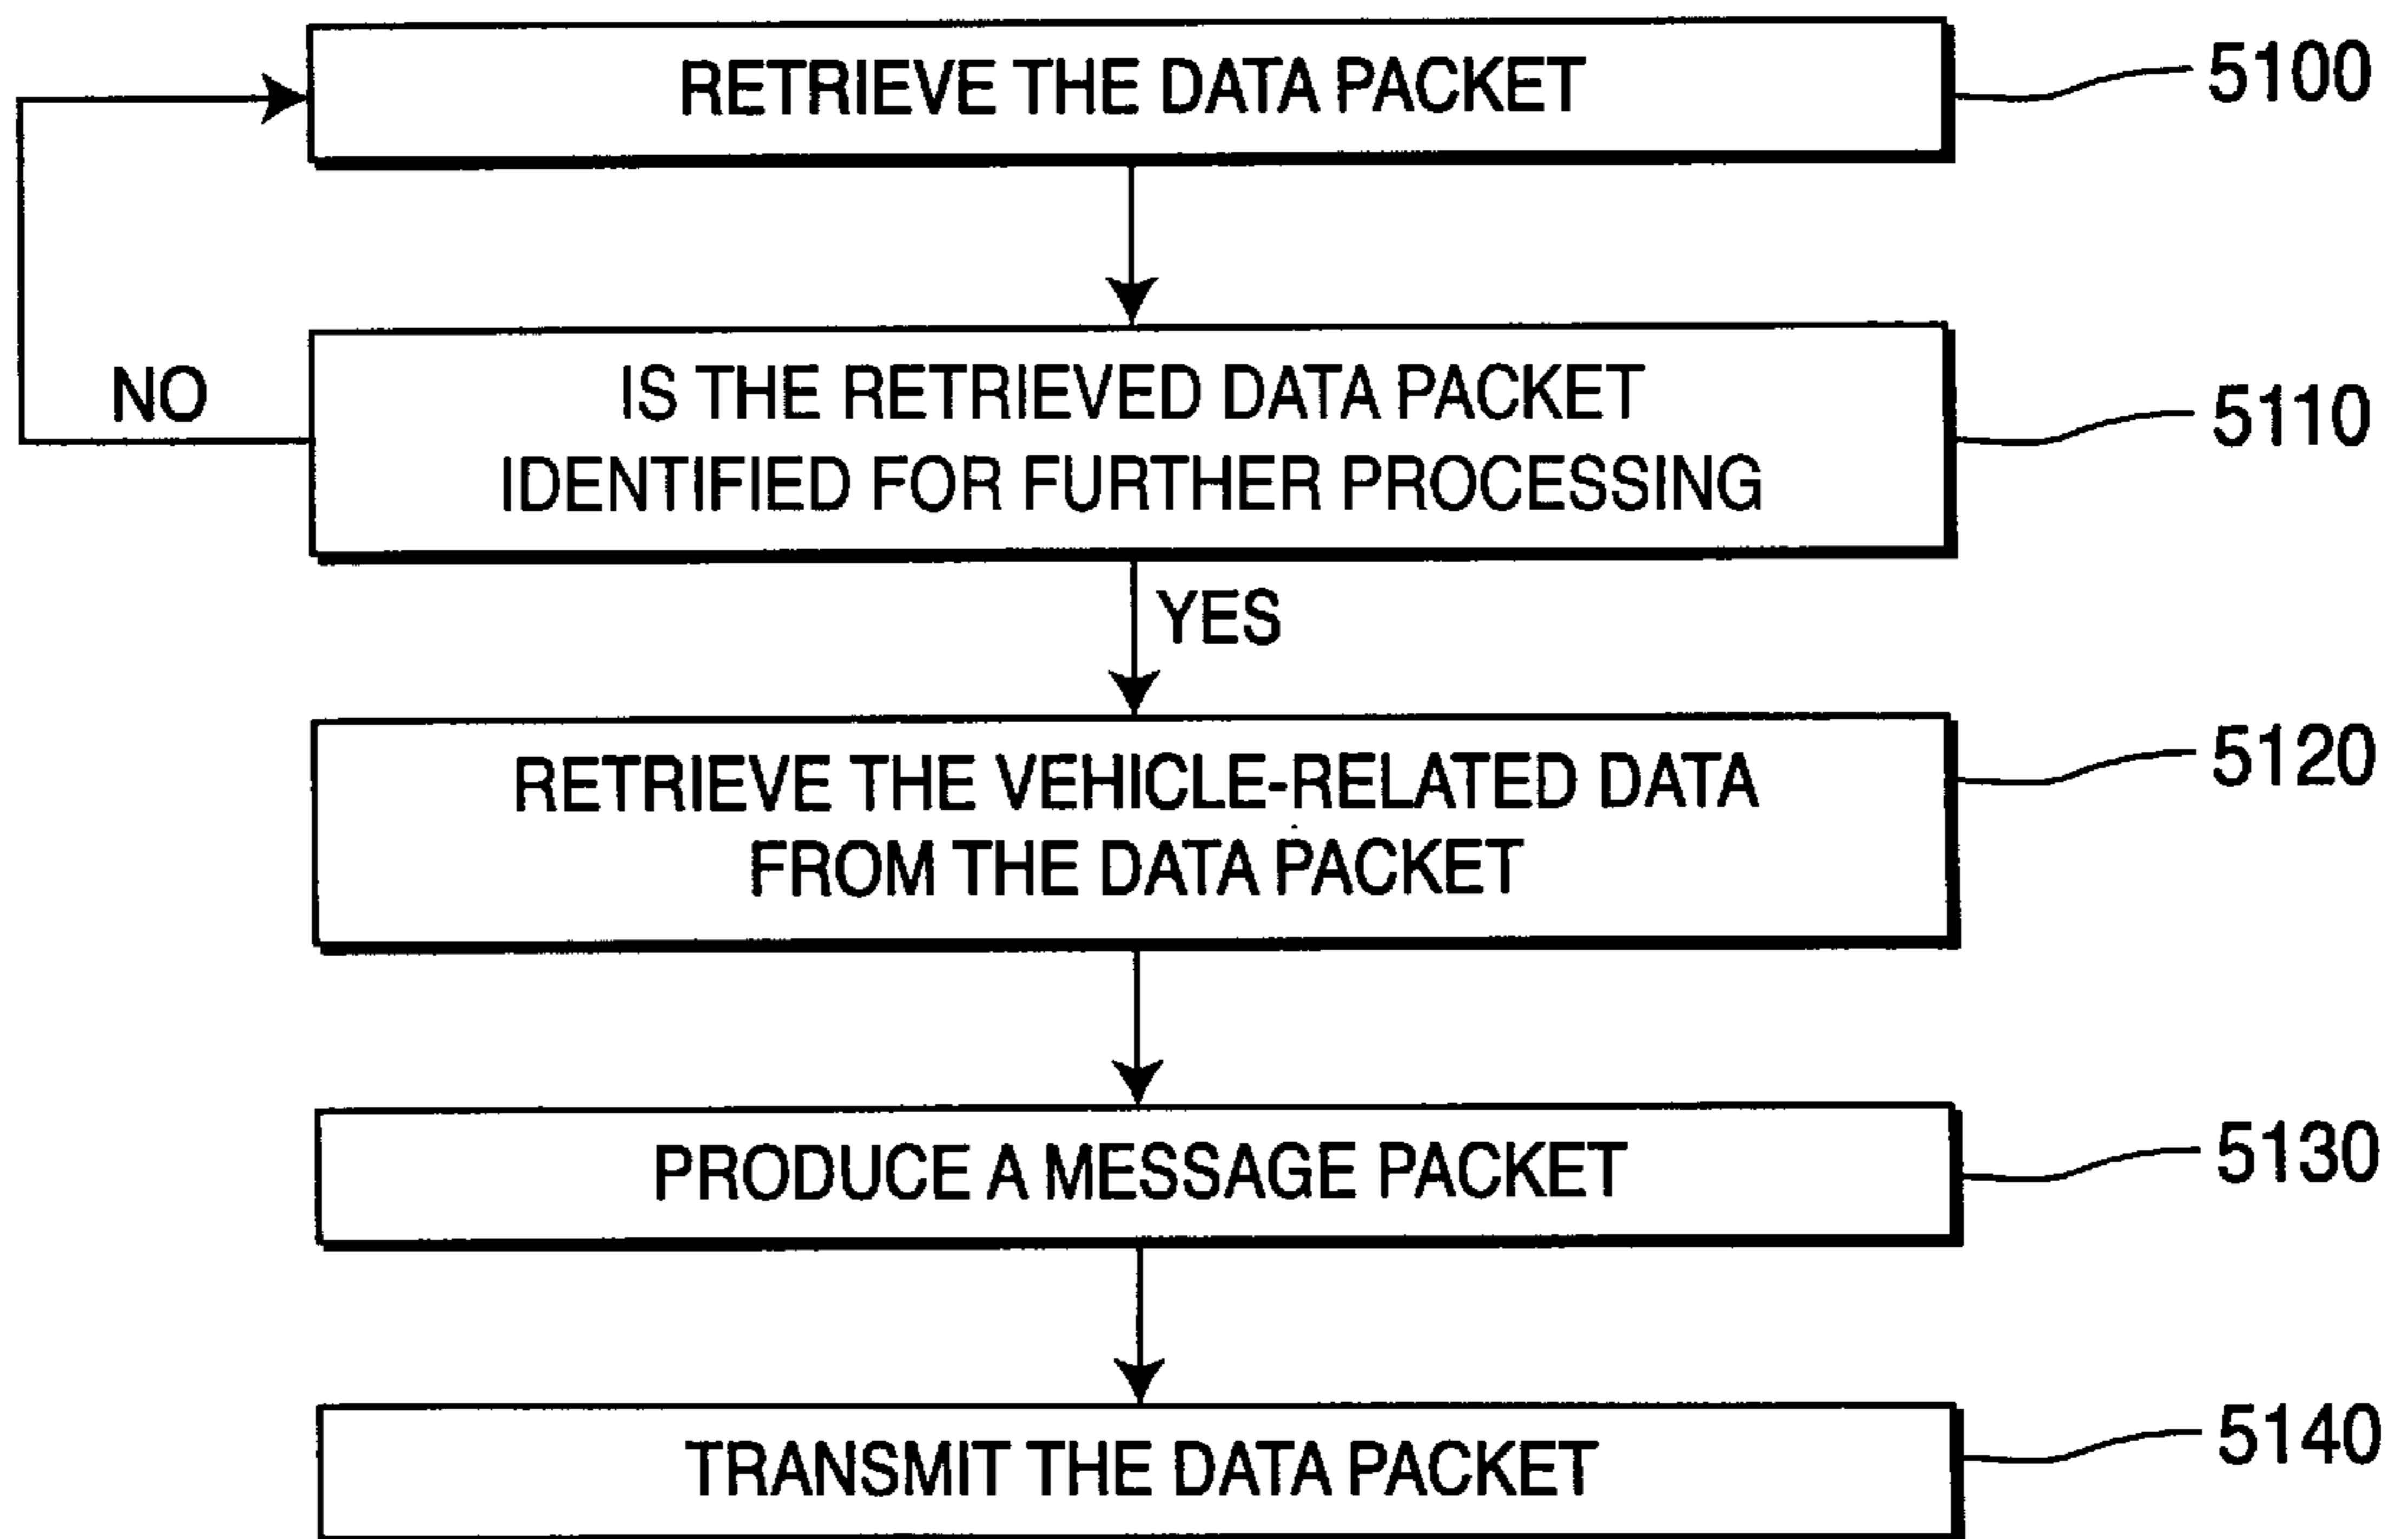 RETRIEVE THE DATA PACKET
5100
IS THE RETRIEVED DATA PACKET
IDENTIFIED FOR FURTHER PROCESSING
5110
NO
YES
RETRIEVE THE VEHICLE-RELATED DATA
FROM THE DATA PACKET
5120
PRODUCE A MESSAGE PACKET
5130
TRANSMIT THE DATA PACKET
5140